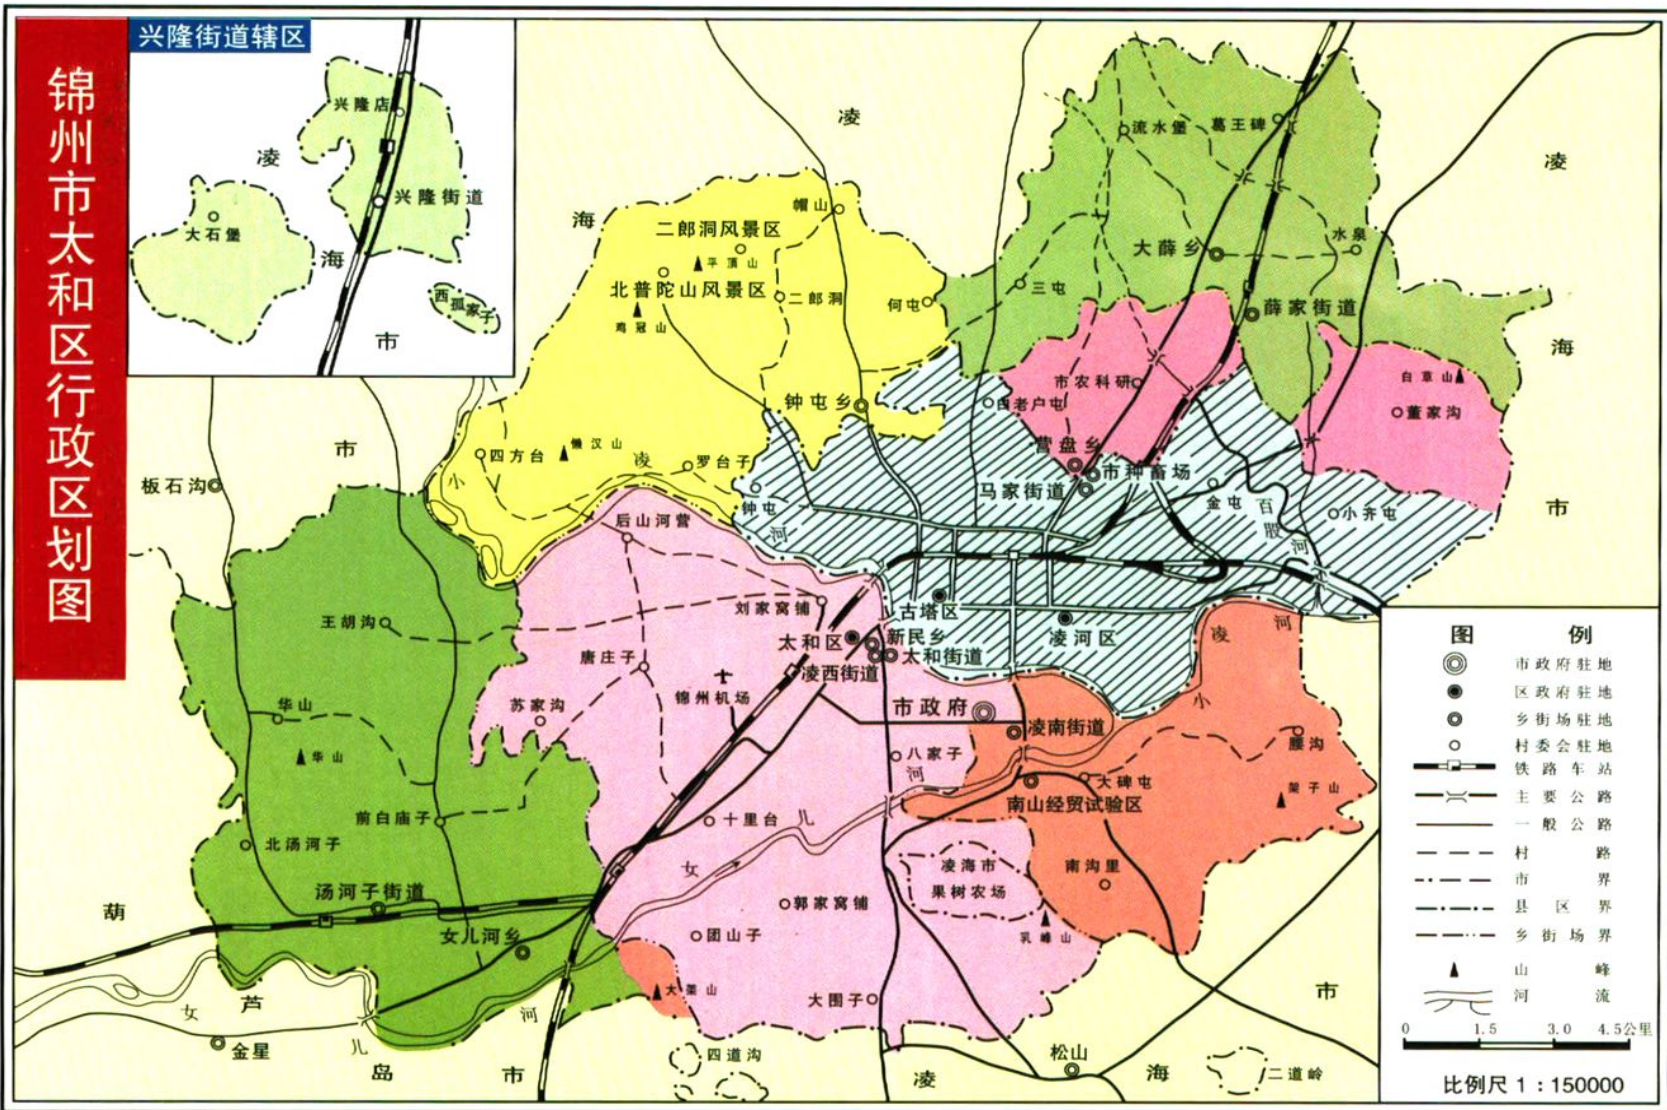 锦州市太和区行政区划图
兴隆街道辖区
兴隆店
凌
兴隆街道
大石堡
海
西孤家子
市
凌
海
市
凌
海
市
流水堡
葛王碑
大薛乡
水泉
三屯
薛家街道
帽山
二郎洞风景区
平顶山
北普陀山风景区
二郎洞
鸡冠山
何屯
钟屯乡
四方台
懒汉山
罗台子
小
凌
河
钟屯
市农科研
白老户屯
营盘乡
市种畜场
马家街道
白草山
董家沟
金屯
百股河
小齐屯
板石沟
后山河营
王胡沟
刘家窝铺
古塔区
凌河区
太和区
新民乡
太和街道
凌西街道
唐庄子
锦州机场
苏家沟
市政府
凌南街道
小
凌
河
华山
华山
八家子
大碑屯
腰沟
架子山
南山经贸试验区
前白庙子
北汤河子
十里台
女
儿
河
凌海市
果树农场
南沟里
汤河子街道
郭家窝铺
乳峰山
女儿河乡
团山子
大架山
大围子
葫
芦
岛
市
女
儿
河
金星
四道沟
松山
二道岭
凌
海
市
图例
市政府驻地
区政府驻地
乡街场驻地
村委会驻地
铁路车站
主要公路
一般公路
村路
市界
县区界
乡街场界
山峰
河流
0 1.5 3.0 4.5公里
比例尺 1：150000